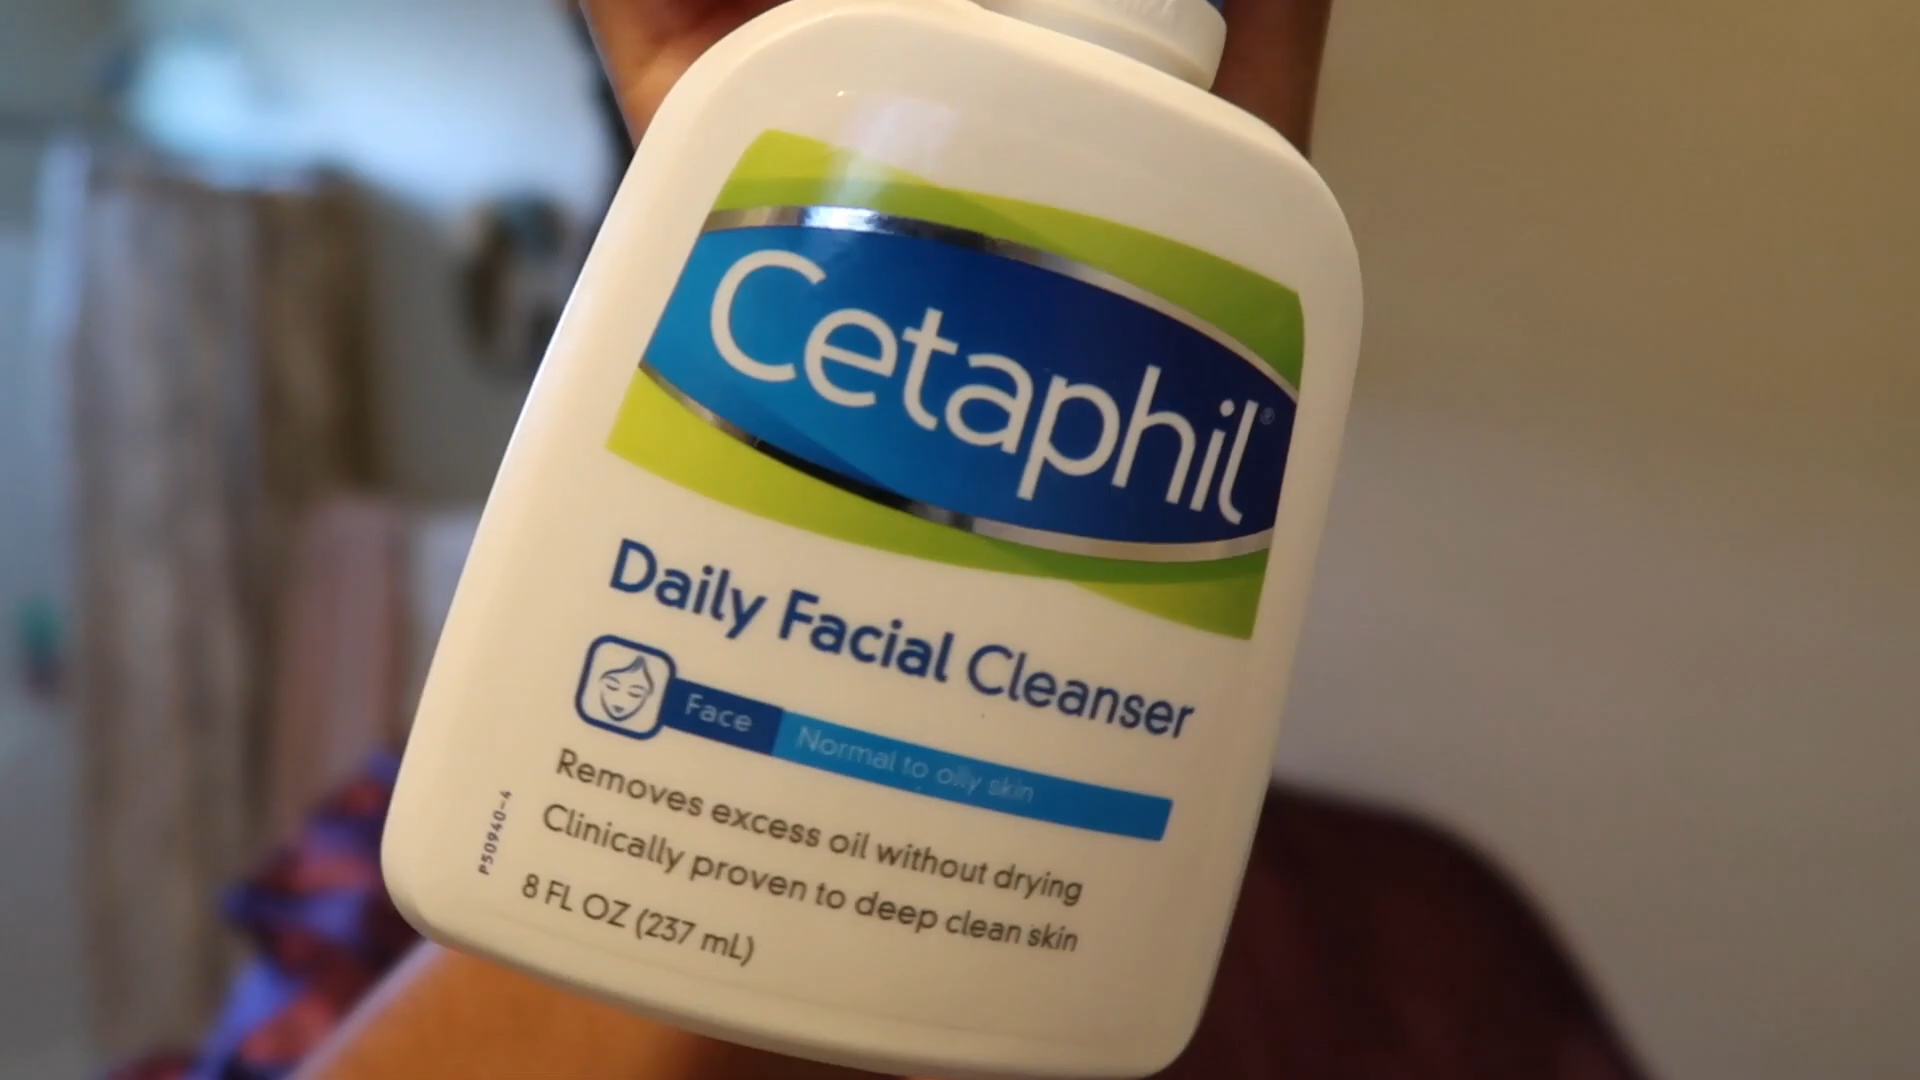 Cetaphil®
Daily Facial Cleanser
Face Normal to oily skin
Removes excess oil without drying
Clinically proven to deep clean skin
8 FL OZ (237 mL)
P50940-4